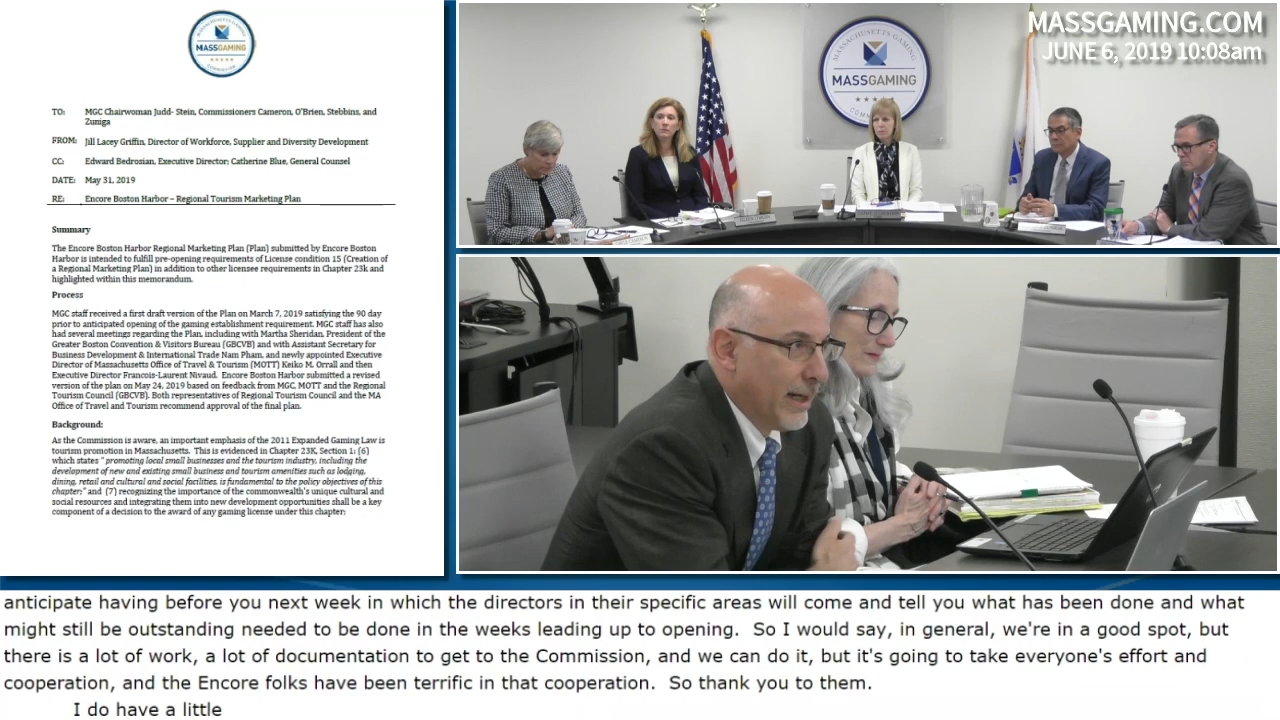 MASSACHUSETTS GAMING
MASSGAMING
COMMISSION
TO: MGC Chairwoman Judd- Stein, Commissioners Cameron, O'Brien, Stebbins, and
Zuniga
FROM: Jill Lacey Griffin, Director of Workforce, Supplier and Diversity Development
CC: Edward Bedrosian, Executive Director; Catherine Blue, General Counsel
DATE: May 31, 2019
RE: Encore Boston Harbor – Regional Tourism Marketing Plan
Summary
The Encore Boston Harbor Regional Marketing Plan (Plan) submitted by Encore Boston
Harbor is intended to fulfill pre-opening requirements of License condition 15 (Creation of
a Regional Marketing Plan) in addition to other licensee requirements in Chapter 23k and
highlighted within this memorandum.
Process
MGC staff received a first draft version of the Plan on March 7, 2019 satisfying the 90 day
prior to anticipated opening of the gaming establishment requirement. MGC staff has also
had several meetings regarding the Plan, including with Martha Sheridan, President of the
Greater Boston Convention & Visitors Bureau (GBCVB) and with Assistant Secretary for
Business Development & International Trade Nam Pham, and newly appointed Executive
Director of Massachusetts Office of Travel & Tourism (MOTT) Keiko M. Orrall and then
Executive Director Francois-Laurent Nivaud. Encore Boston Harbor submitted a revised
version of the plan on May 24, 2019 based on feedback from MGC, MOTT and the Regional
Tourism Council (GBCVB). Both representatives of Regional Tourism Council and the MA
Office of Travel and Tourism recommend approval of the final plan.
Background:
As the Commission is aware, an important emphasis of the 2011 Expanded Gaming Law is
tourism promotion in Massachusetts. This is evidenced in Chapter 23K, Section 1: (6)
which states " promoting local small businesses and the tourism industry, including the
development of new and existing small business and tourism amenities such as lodging,
dining, retail and cultural and social facilities, is fundamental to the policy objectives of this
chapter;" and (7) recognizing the importance of the commonwealth's unique cultural and
social resources and integrating them into new development opportunities shall be a key
component of a decision to the award of any gaming license under this chapter;
MASSACHUSETTS GAMING
MASSGAMING
MASSGAMING.COM
JUNE 6, 2019 10:08am
anticipate having before you next week in which the directors in their specific areas will come and tell you what has been done and what
might still be outstanding needed to be done in the weeks leading up to opening. So I would say, in general, we're in a good spot, but
there is a lot of work, a lot of documentation to get to the Commission, and we can do it, but it's going to take everyone's effort and
cooperation, and the Encore folks have been terrific in that cooperation. So thank you to them.
I do have a little